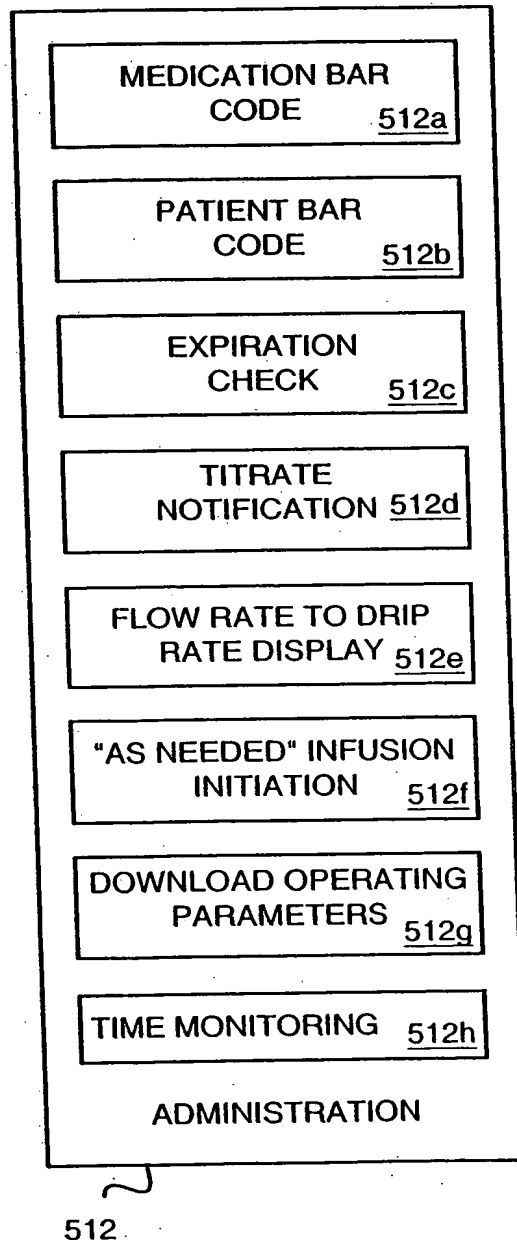 MEDICATION BAR
CODE 512a
PATIENT BAR
CODE 512b
EXPIRATION
CHECK 512c
TITRATE
NOTIFICATION 512d
FLOW RATE TO DRIP
RATE DISPLAY 512e
"AS NEEDED" INFUSION
INITIATION 512f
DOWNLOAD OPERATING
PARAMETERS 512g
TIME MONITORING 512h
ADMINISTRATION
512